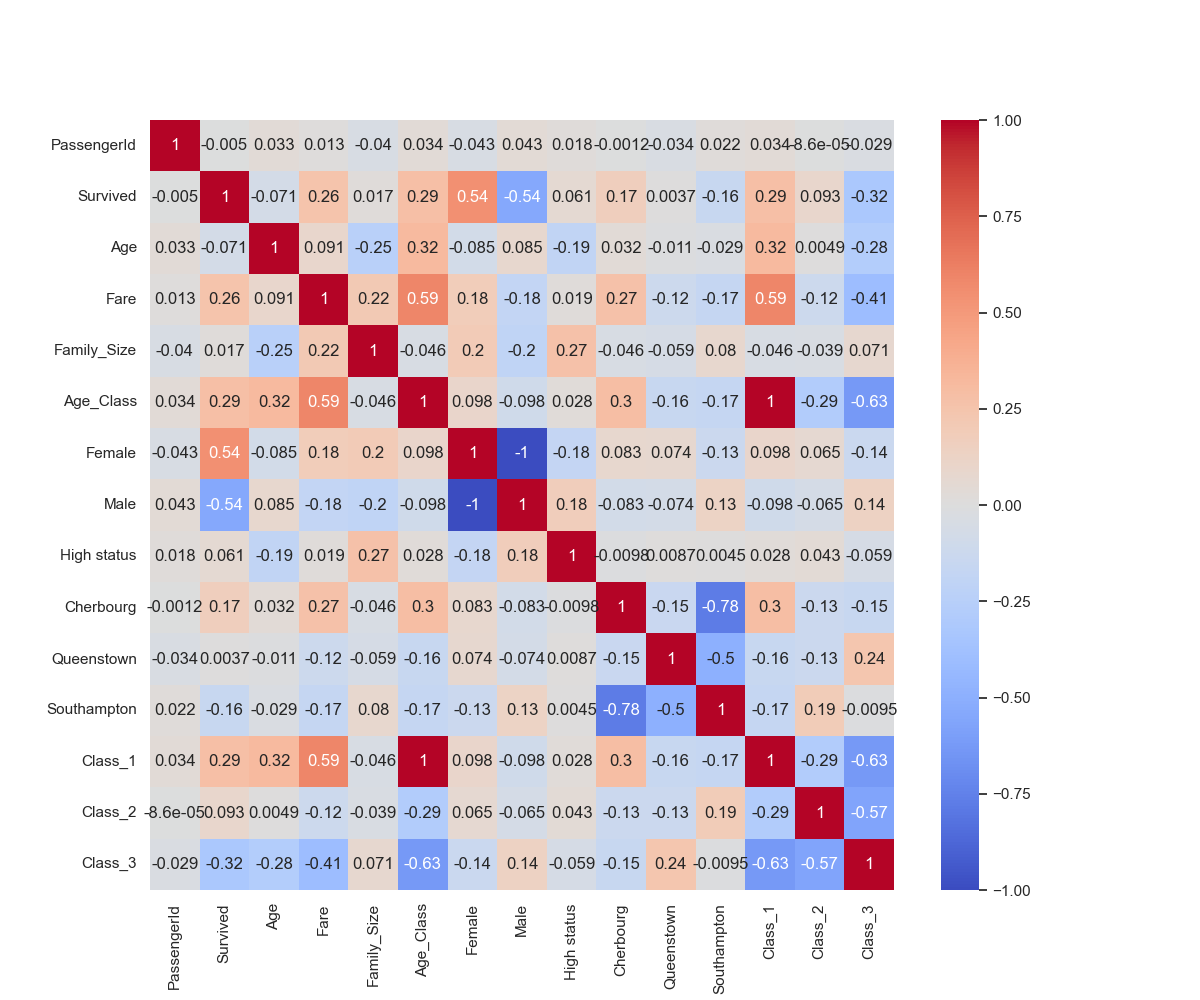 PassengerId 1 -0.005 0.033 0.013 -0.04 0.034 -0.043 0.043 0.018 -0.0012 -0.034 0.022 0.034 -8.6e-05 -0.029
Survived -0.005 1 -0.071 0.26 0.017 0.29 0.54 -0.54 0.061 0.17 0.0037 -0.16 0.29 0.093 -0.32
Age 0.033 -0.071 1 0.091 -0.25 0.32 -0.085 0.085 -0.19 0.032 -0.011 -0.029 0.32 0.0049 -0.28
Fare 0.013 0.26 0.091 1 0.22 0.59 0.18 -0.18 0.019 0.27 -0.12 -0.17 0.59 -0.12 -0.41
Family_Size -0.04 0.017 -0.25 0.22 1 -0.046 0.2 -0.2 0.27 -0.046 -0.059 0.08 -0.046 -0.039 0.071
Age_Class 0.034 0.29 0.32 0.59 -0.046 1 0.098 -0.098 0.028 0.3 -0.16 -0.17 1 -0.29 -0.63
Female -0.043 0.54 -0.085 0.18 0.2 0.098 1 -1 -0.18 0.083 0.074 -0.13 0.098 0.065 -0.14
Male 0.043 -0.54 0.085 -0.18 -0.2 -0.098 -1 1 0.18 -0.083 -0.074 0.13 -0.098 -0.065 0.14
High status 0.018 0.061 -0.19 0.019 0.27 0.028 -0.18 0.18 1 -0.0098 0.0087 0.0045 0.028 0.043 -0.059
Cherbourg -0.0012 0.17 0.032 0.27 -0.046 0.3 0.083 -0.083 -0.0098 1 -0.15 -0.78 0.3 -0.13 -0.15
Queenstown -0.034 0.0037 -0.011 -0.12 -0.059 -0.16 0.074 -0.074 0.0087 -0.15 1 -0.5 -0.16 -0.13 0.24
Southampton 0.022 -0.16 -0.029 -0.17 0.08 -0.17 -0.13 0.13 0.0045 -0.78 -0.5 1 -0.17 0.19 -0.0095
Class_1 0.034 0.29 0.32 0.59 -0.046 1 0.098 -0.098 0.028 0.3 -0.16 -0.17 1 -0.29 -0.63
Class_2 -8.6e-05 0.093 0.0049 -0.12 -0.039 -0.29 0.065 -0.065 0.043 -0.13 -0.13 0.19 -0.29 1 -0.57
Class_3 -0.029 -0.32 -0.28 -0.41 0.071 -0.63 -0.14 0.14 -0.059 -0.15 0.24 -0.0095 -0.63 -0.57 1
PassengerId
Survived
Age
Fare
Family_Size
Age_Class
Female
Male
High status
Cherbourg
Queenstown
Southampton
Class_1
Class_2
Class_3
1.00
0.75
0.50
0.25
0.00
−0.25
−0.50
−0.75
−1.00